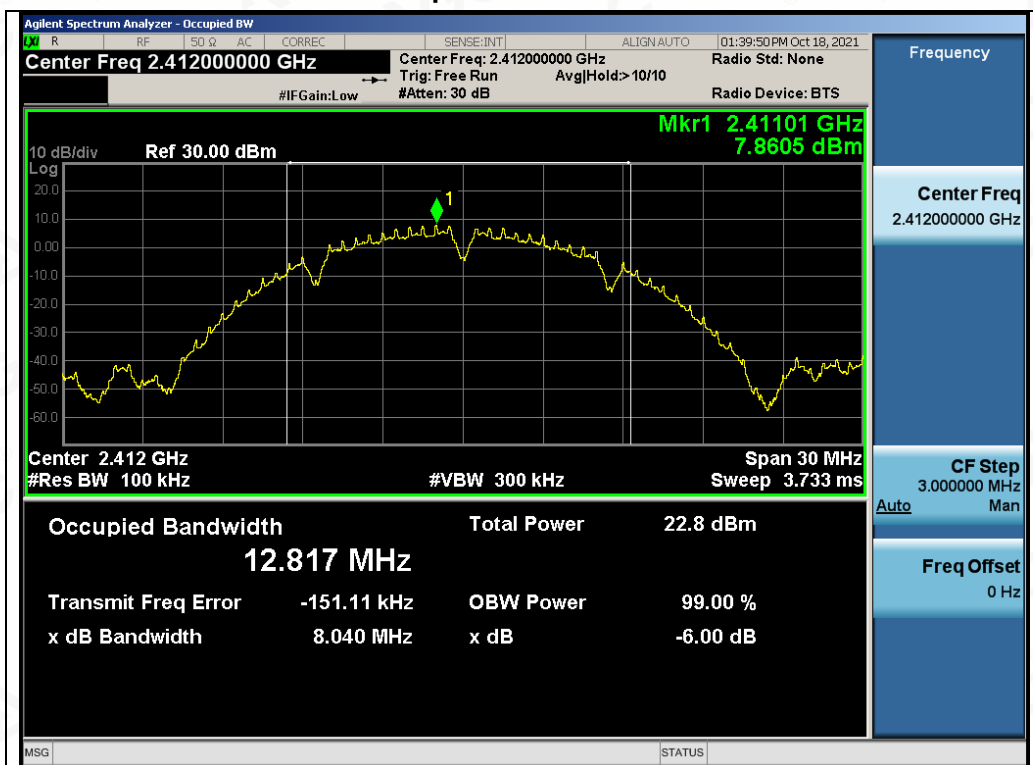 Agilent Spectrum Analyzer - Occupied BW
LXI R RF 50 Ω AC CORREC SENSE:INT ALIGN AUTO 01:39:50 PM Oct 18, 2021
Center Freq 2.412000000 GHz Center Freq: 2.412000000 GHz Radio Std: None
Trig: Free Run Avg|Hold:>10/10
#IFGain:Low #Atten: 30 dB Radio Device: BTS
Frequency
Mkr1 2.41101 GHz
7.8605 dBm
10 dB/div Ref 30.00 dBm
Log
20.0
10.0
0.00
-10.0
-20.0
-30.0
-40.0
-50.0
-60.0
1
Center 2.412 GHz Span 30 MHz
#Res BW 100 kHz #VBW 300 kHz Sweep 3.733 ms
Occupied Bandwidth Total Power 22.8 dBm
12.817 MHz
Transmit Freq Error -151.11 kHz OBW Power 99.00 %
x dB Bandwidth 8.040 MHz x dB -6.00 dB
Center Freq
2.412000000 GHz
CF Step
3.000000 MHz
Auto Man
Freq Offset
0 Hz
MSG STATUS